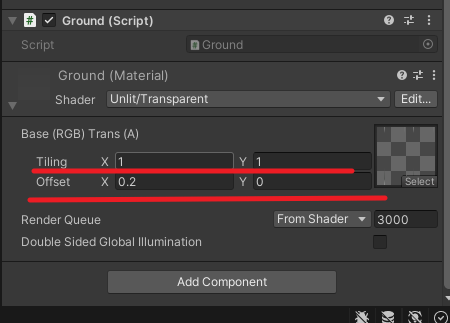 Ground (Script)
Script Ground
Ground (Material)
Shader Unlit/Transparent Edit...
Base (RGB) Trans (A)
Tiling X 1 Y 1
Offset X 0.2 Y 0
Select
Render Queue From Shader 3000
Double Sided Global Illumination
Add Component